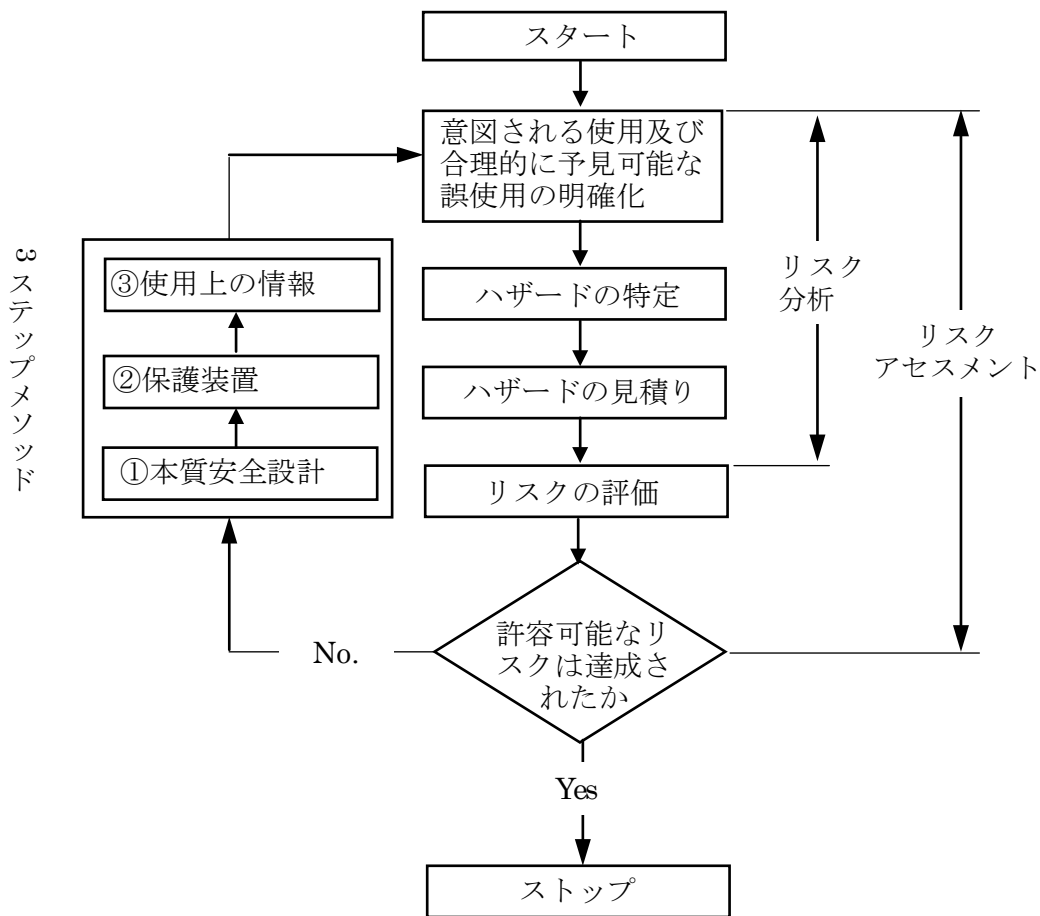 スタート
意図される使用及び
合理的に予見可能な
誤使用の明確化
ハザードの特定
ハザードの見積り
リスクの評価
許容可能なリ
スクは達成さ
れたか
Yes
ストップ
No.
3ステップメソッド
③使用上の情報
②保護装置
①本質安全設計
リスク
分析
リスク
アセスメント